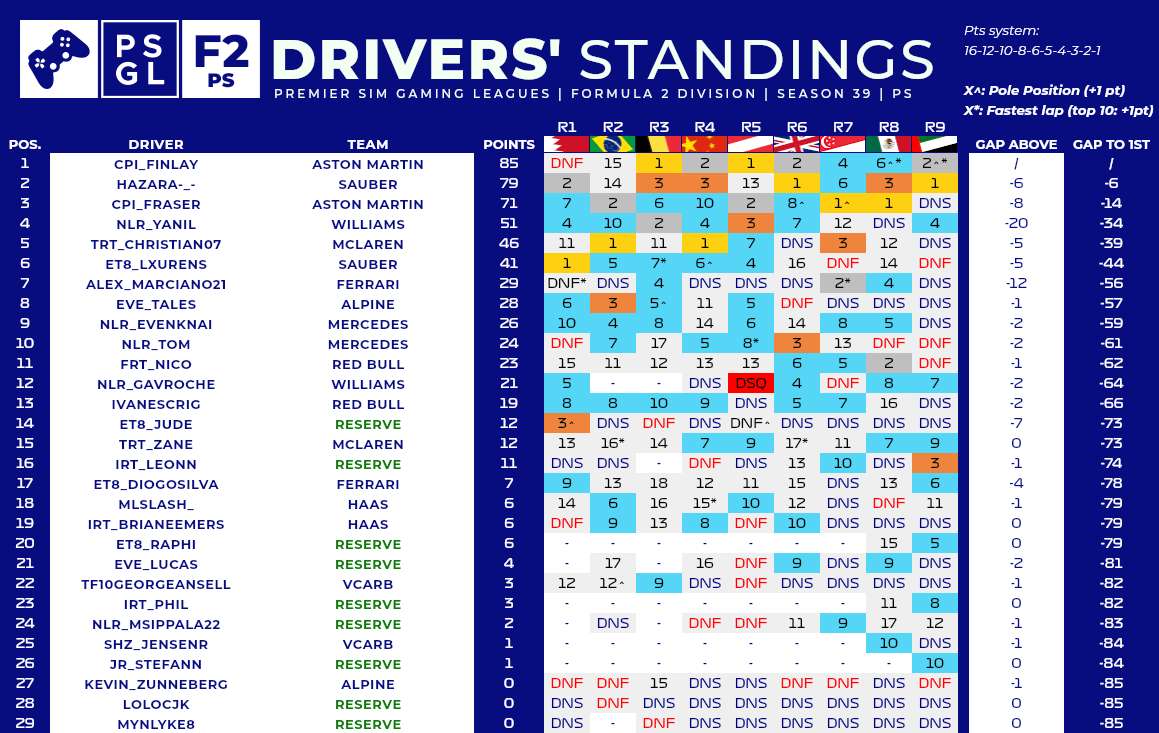 PS
GL
F2
PS
DRIVERS' STANDINGS
PREMIER SIM GAMING LEAGUES | FORMULA 2 DIVISION | SEASON 39 | PS
Pts system:
16-12-10-8-6-5-4-3-2-1
X^: Pole Position (+1 pt)
X*: Fastest lap (top 10: +1pt)
R1 R2 R3 R4 R5 R6 R7 R8 R9
POS. DRIVER TEAM POINTS GAP ABOVE GAP TO 1ST
1 CPI_FINLAY ASTON MARTIN 85 DNF 15 1 2 1 2 4 6^* 2^* / /
2 HAZARA-_- SAUBER 79 2 14 3 3 13 1 6 3 1 -6 -6
3 CPI_FRASER ASTON MARTIN 71 7 2 6 10 2 8^ 1^ 1 DNS -8 -14
4 NLR_YANIL WILLIAMS 51 4 10 2 4 3 7 12 DNS 4 -20 -34
5 TRT_CHRISTIAN07 MCLAREN 46 11 1 11 1 7 DNS 3 12 DNS -5 -39
6 ET8_LXURENS SAUBER 41 1 5 7* 6^ 4 16 DNF 14 DNF -5 -44
7 ALEX_MARCIANO21 FERRARI 29 DNF* DNS 4 DNS DNS DNS 2* 4 DNS -12 -56
8 EVE_TALES ALPINE 28 6 3 5^ 11 5 DNF DNS DNS DNS -1 -57
9 NLR_EVENKNAI MERCEDES 26 10 4 8 14 6 14 8 5 DNS -2 -59
10 NLR_TOM MERCEDES 24 DNF 7 17 5 8* 3 13 DNF DNF -2 -61
11 FRT_NICO RED BULL 23 15 11 12 13 13 6 5 2 DNF -1 -62
12 NLR_GAVROCHE WILLIAMS 21 5 - - DNS DSQ 4 DNF 8 7 -2 -64
13 IVANESCRIG RED BULL 19 8 8 10 9 DNS 5 7 16 DNS -2 -66
14 ET8_JUDE RESERVE 12 3^ DNS DNF DNS DNF^ DNS DNS DNS DNS -7 -73
15 TRT_ZANE MCLAREN 12 13 16* 14 7 9 17* 11 7 9 0 -73
16 IRT_LEONN RESERVE 11 DNS DNS - DNF DNS 13 10 DNS 3 -1 -74
17 ET8_DIOGOSILVA FERRARI 7 9 13 18 12 11 15 DNS 13 6 -4 -78
18 MLSLASH_ HAAS 6 14 6 16 15* 10 12 DNS DNF 11 -1 -79
19 IRT_BRIANEEMERS HAAS 6 DNF 9 13 8 DNF 10 DNS DNS DNS 0 -79
20 ET8_RAPHI RESERVE 6 - - - - - - - 15 5 0 -79
21 EVE_LUCAS RESERVE 4 - 17 - 16 DNF 9 DNS 9 DNS -2 -81
22 TF10GEORGEANSELL VCARB 3 12 12^ 9 DNS DNF DNS DNS DNS DNS -1 -82
23 IRT_PHIL RESERVE 3 - - - - - - - 11 8 0 -82
24 NLR_MSIPPALA22 RESERVE 2 - DNS - DNF DNF 11 9 17 12 -1 -83
25 SHZ_JENSENR VCARB 1 - - - - - - - 10 DNS -1 -84
26 JR_STEFANN RESERVE 1 - - - - - - - - 10 0 -84
27 KEVIN_ZUNNEBERG ALPINE 0 DNF DNF 15 DNS DNS DNF DNF DNS DNF -1 -85
28 LOLOCJK RESERVE 0 DNS DNF DNS DNS DNS DNS DNS DNS DNS 0 -85
29 MYNLYKE8 RESERVE 0 DNS - DNF DNS DNS DNS DNS DNS DNS 0 -85